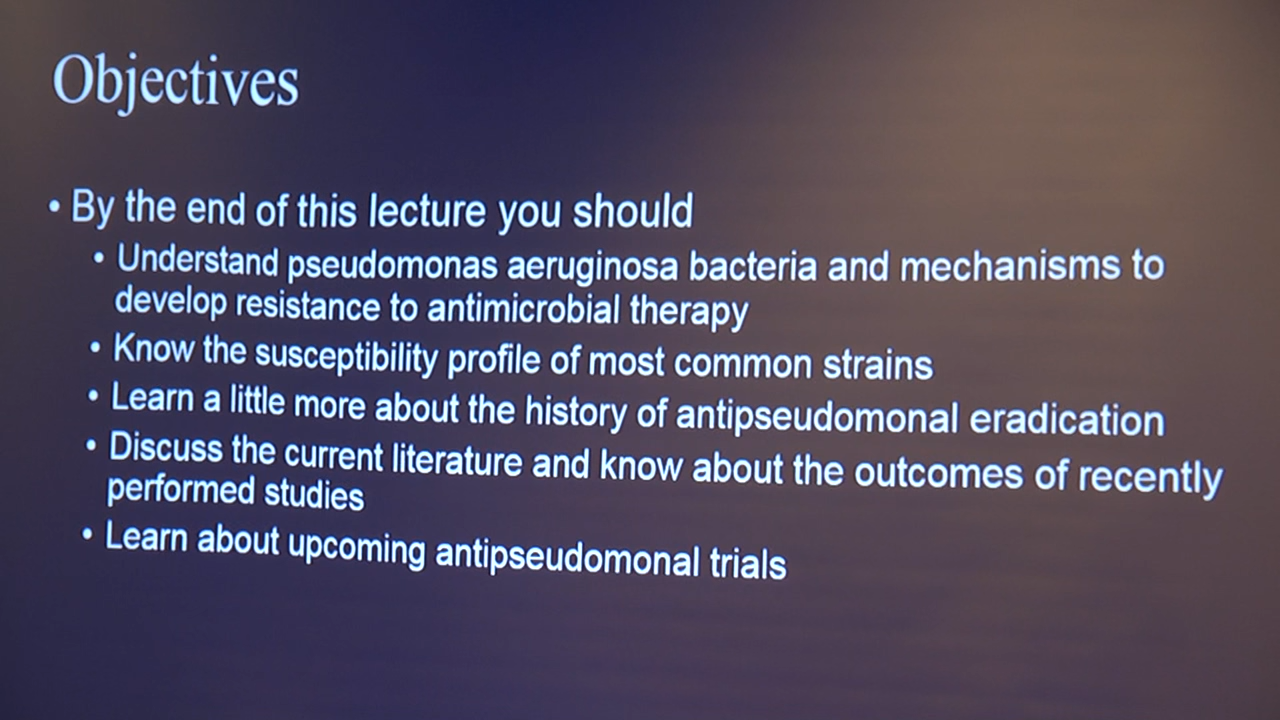 Objectives
• By the end of this lecture you should
• Understand pseudomonas aeruginosa bacteria and mechanisms to
develop resistance to antimicrobial therapy
• Know the susceptibility profile of most common strains
• Learn a little more about the history of antipseudomonal eradication
• Discuss the current literature and know about the outcomes of recently
performed studies
• Learn about upcoming antipseudomonal trials